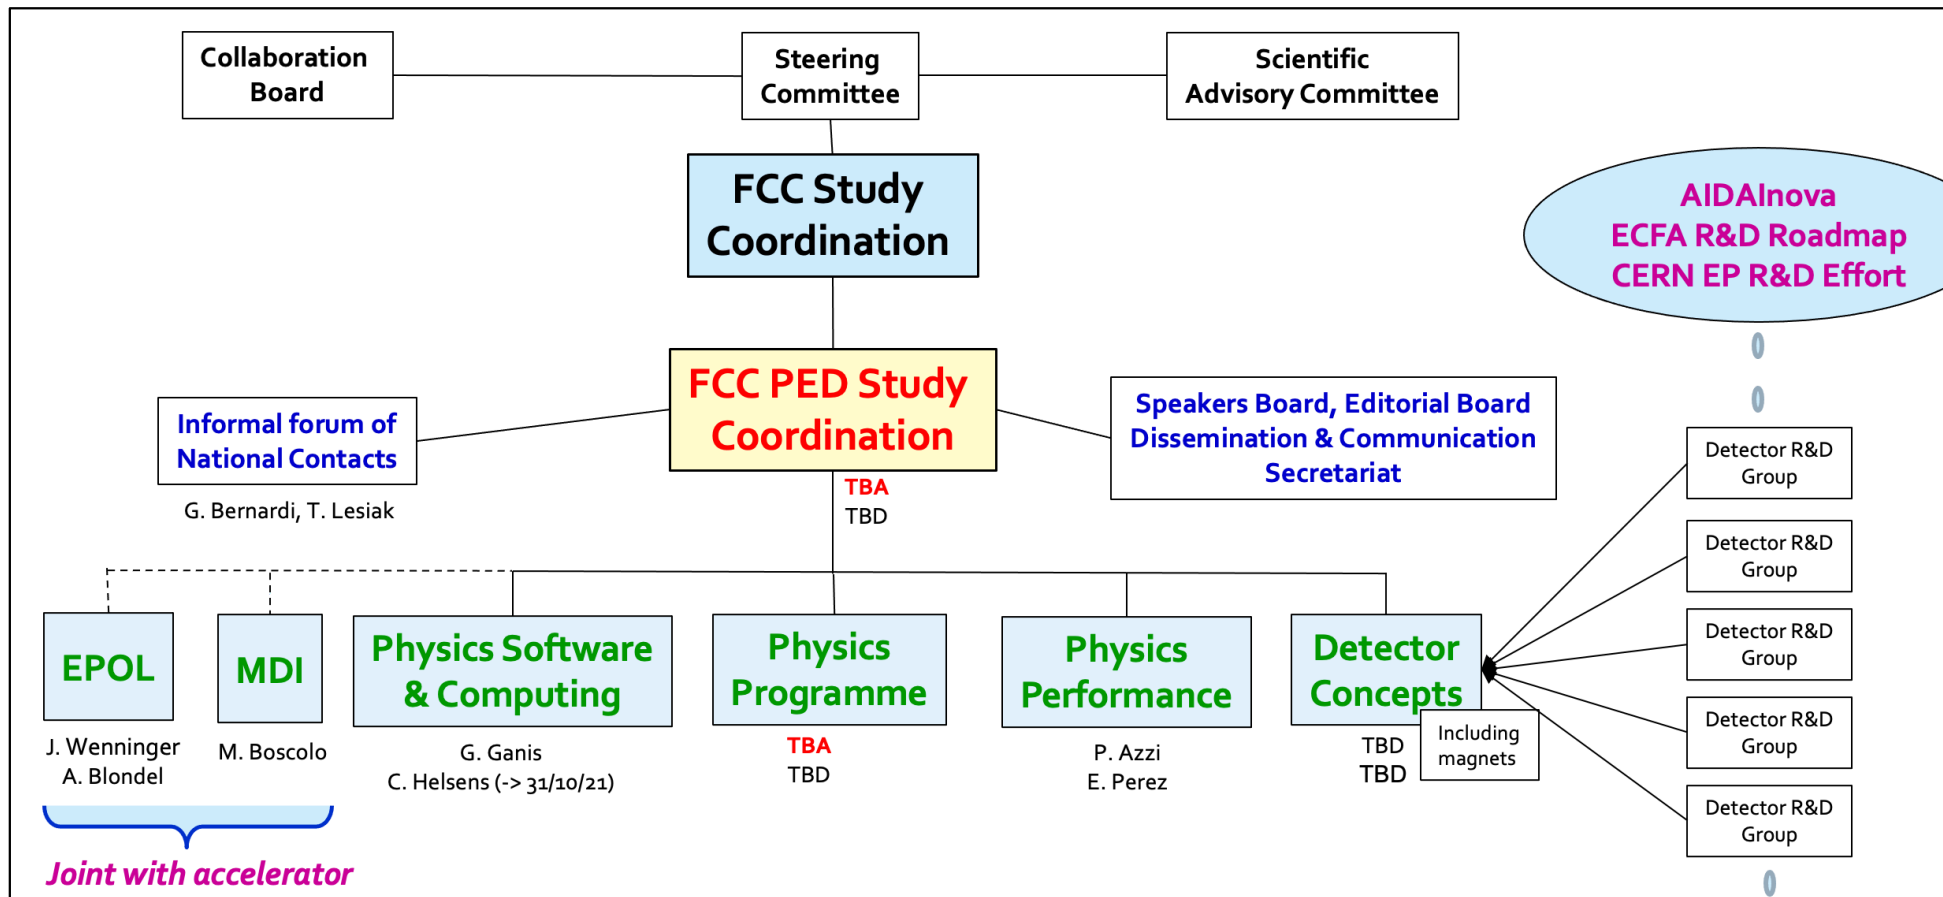 Collaboration
Board
Steering
Committee
Scientific
Advisory Committee
FCC Study
Coordination
AIDAInova
ECFA R&D Roadmap
CERN EP R&D Effort
FCC PED Study
Coordination
TBA
TBD
Informal forum of
National Contacts
G. Bernardi, T. Lesiak
Speakers Board, Editorial Board
Dissemination & Communication
Secretariat
Detector R&D
Group
Detector R&D
Group
Detector R&D
Group
Detector R&D
Group
Detector R&D
Group
EPOL
J. Wenninger
A. Blondel
MDI
M. Boscolo
Physics Software
& Computing
G. Ganis
C. Helsens (-> 31/10/21)
Physics
Programme
TBA
TBD
Physics
Performance
P. Azzi
E. Perez
Detector
Concepts
TBD
TBD
Including
magnets
Joint with accelerator